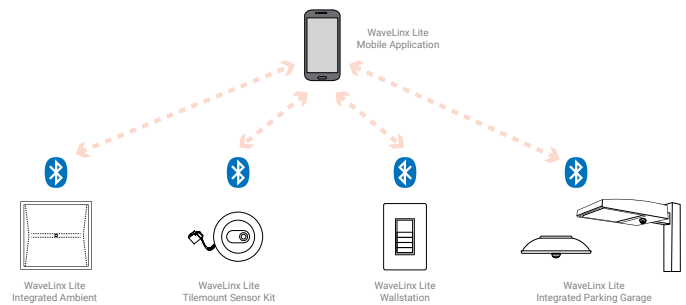 WaveLinx Lite
Mobile Application
WaveLinx Lite
Integrated Ambient
WaveLinx Lite
Tilemount Sensor Kit
WaveLinx Lite
Wallstation
WaveLinx Lite
Integrated Parking Garage